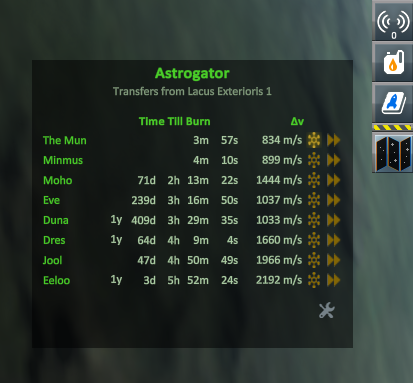 0
Astrogator
Transfers from Lacus Exterioris 1
Time Till Burn Δv
The Mun 3m 57s 834 m/s
Minmus 4m 10s 899 m/s
Moho 71d 2h 13m 22s 1444 m/s
Eve 239d 3h 16m 50s 1037 m/s
Duna 1y 409d 3h 29m 35s 1033 m/s
Dres 1y 64d 4h 9m 4s 1660 m/s
Jool 47d 4h 50m 49s 1966 m/s
Eeloo 1y 3d 5h 52m 24s 2192 m/s